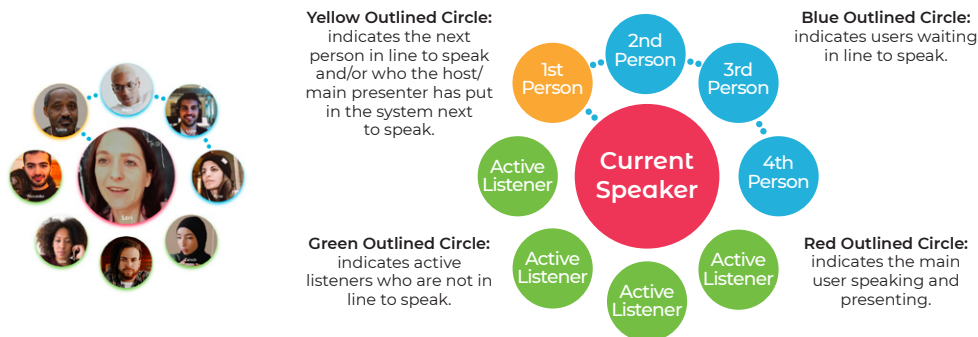 Yellow Outlined Circle:
indicates the next
person in line to speak
and/or who the host/
main presenter has put
in the system next
to speak.
Green Outlined Circle:
indicates active
listeners who are not in
line to speak.
1st
Person
2nd
Person
3rd
Person
4th
Person
Current
Speaker
Active
Listener
Active
Listener
Active
Listener
Active
Listener
Blue Outlined Circle:
indicates users waiting
in line to speak.
Red Outlined Circle:
indicates the main
user speaking and
presenting.